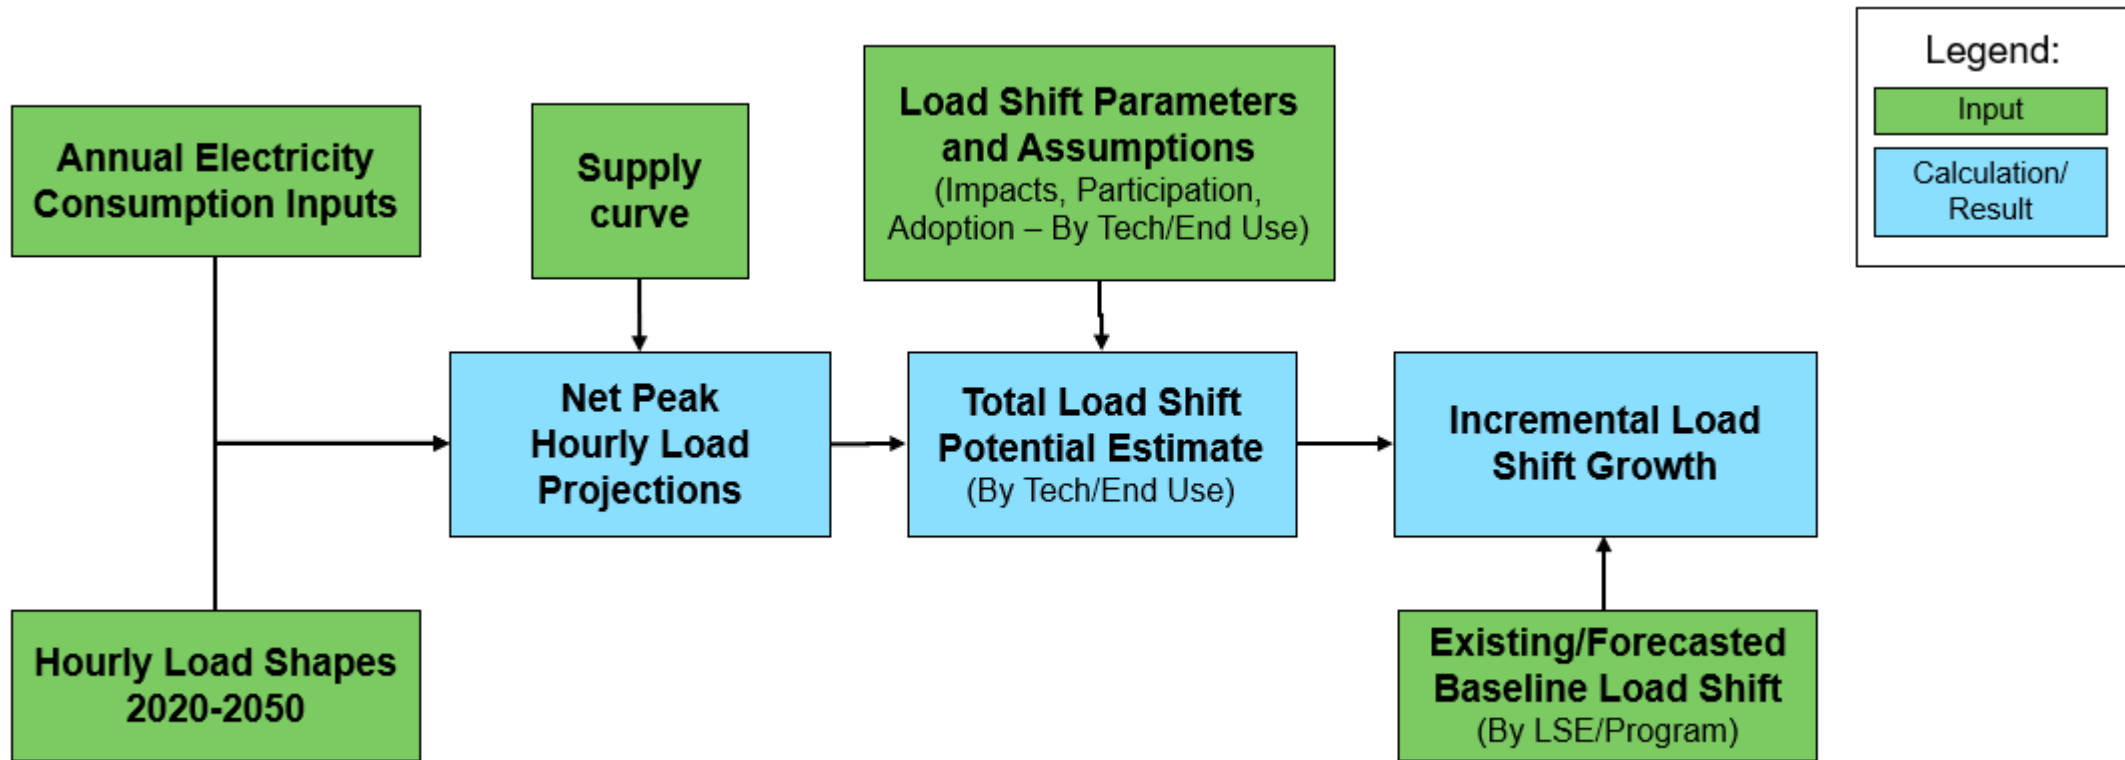 Annual Electricity
Consumption Inputs
Supply
curve
Load Shift Parameters
and Assumptions
(Impacts, Participation,
Adoption – By Tech/End Use)
Legend:
Input
Calculation/
Result
Net Peak
Hourly Load
Projections
Total Load Shift
Potential Estimate
(By Tech/End Use)
Incremental Load
Shift Growth
Hourly Load Shapes
2020-2050
Existing/Forecasted
Baseline Load Shift
(By LSE/Program)